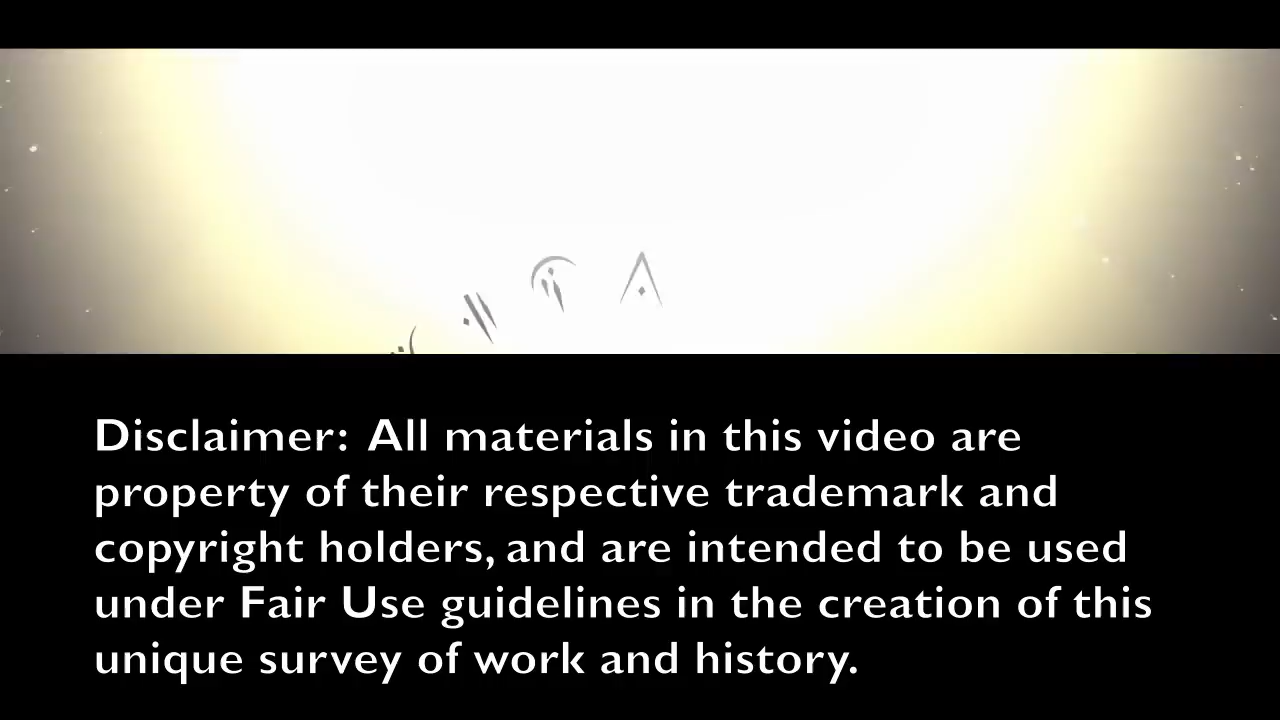 Disclaimer: All materials in this video are
property of their respective trademark and
copyright holders, and are intended to be used
under Fair Use guidelines in the creation of this
unique survey of work and history.